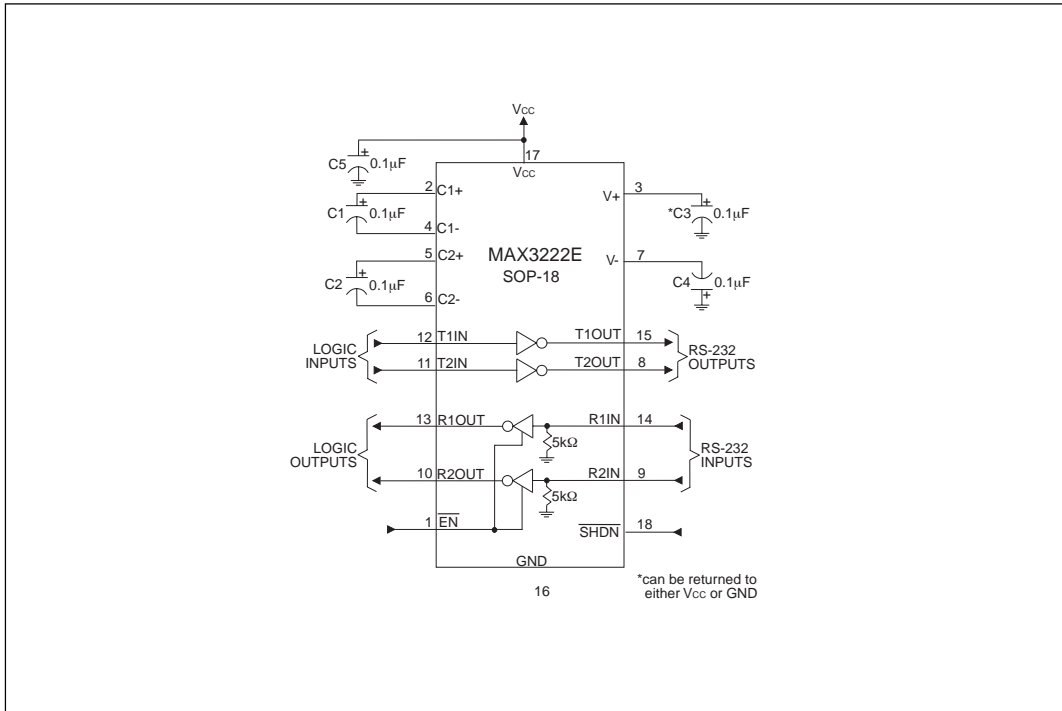 Vcc
17
Vcc
C5
+
0.1µF
2
C1+
C1
+
0.1µF
4
C1-
5
C2+
C2
+
0.1µF
6
C2-
MAX3222E
SOP-18
3
V+
*C3
+
0.1µF
7
V-
C4
0.1µF
+
LOGIC
INPUTS
12
T1IN
T1OUT
15
11
T2IN
T2OUT
8
RS-232
OUTPUTS
LOGIC
OUTPUTS
13
R1OUT
R1IN
14
5kΩ
10
R2OUT
R2IN
9
5kΩ
RS-232
INPUTS
1
EN
SHDN
18
GND
16
*can be returned to
either Vcc or GND